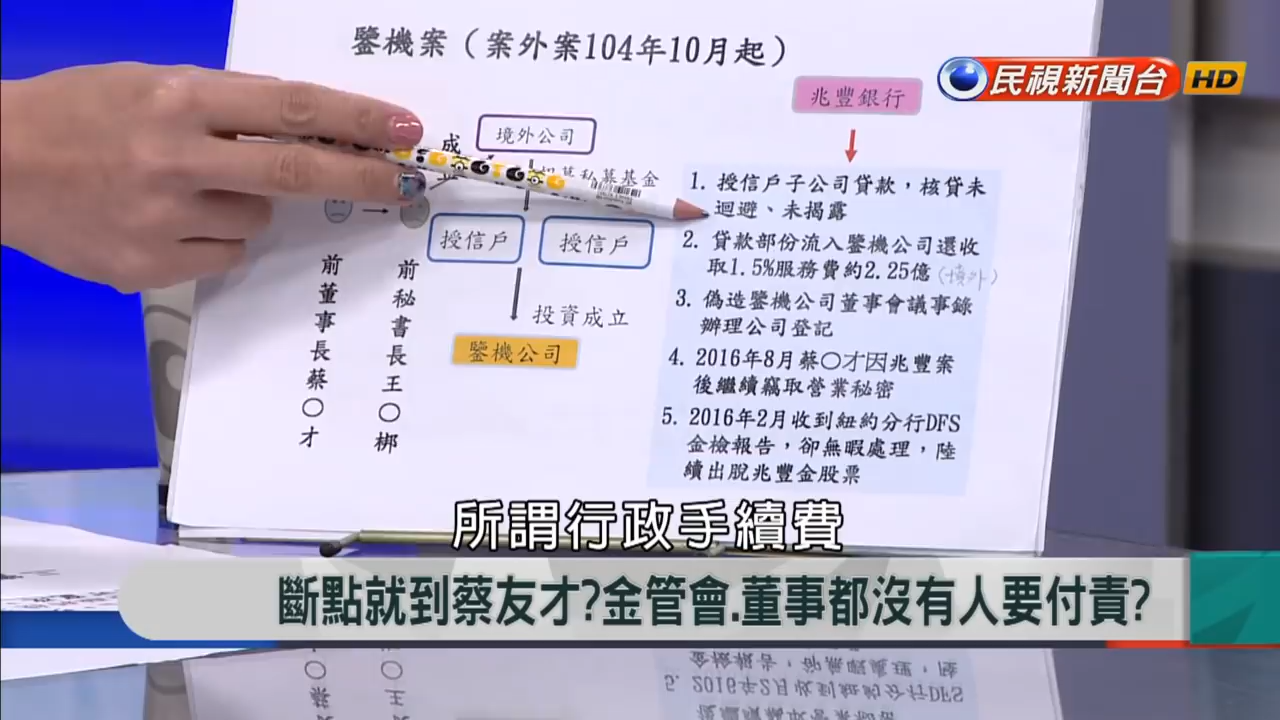 鑒機案（案外案104年10月起）
民視新聞台 HD
兆豐銀行
境外公司
成
私募基金
授信戶
授信戶
投資成立
鑒機公司
前董事長蔡〇才
前秘書長王〇梆
1. 授信戶子公司貸款，核貸未
迴避、未揭露
2. 貸款部份流入鑒機公司還收
取1.5%服務費約2.25億（境外）
3. 偽造鑒機公司董事會議事錄
辦理公司登記
4. 2016年8月蔡〇才因兆豐案
後繼續竊取營業秘密
5. 2016年2月收到紐約分行DFS
金檢報告，卻無暇處理，陸
續出脫兆豐金股票
所謂行政手續費
斷點就到蔡友才?金管會.董事都沒有人要付責?